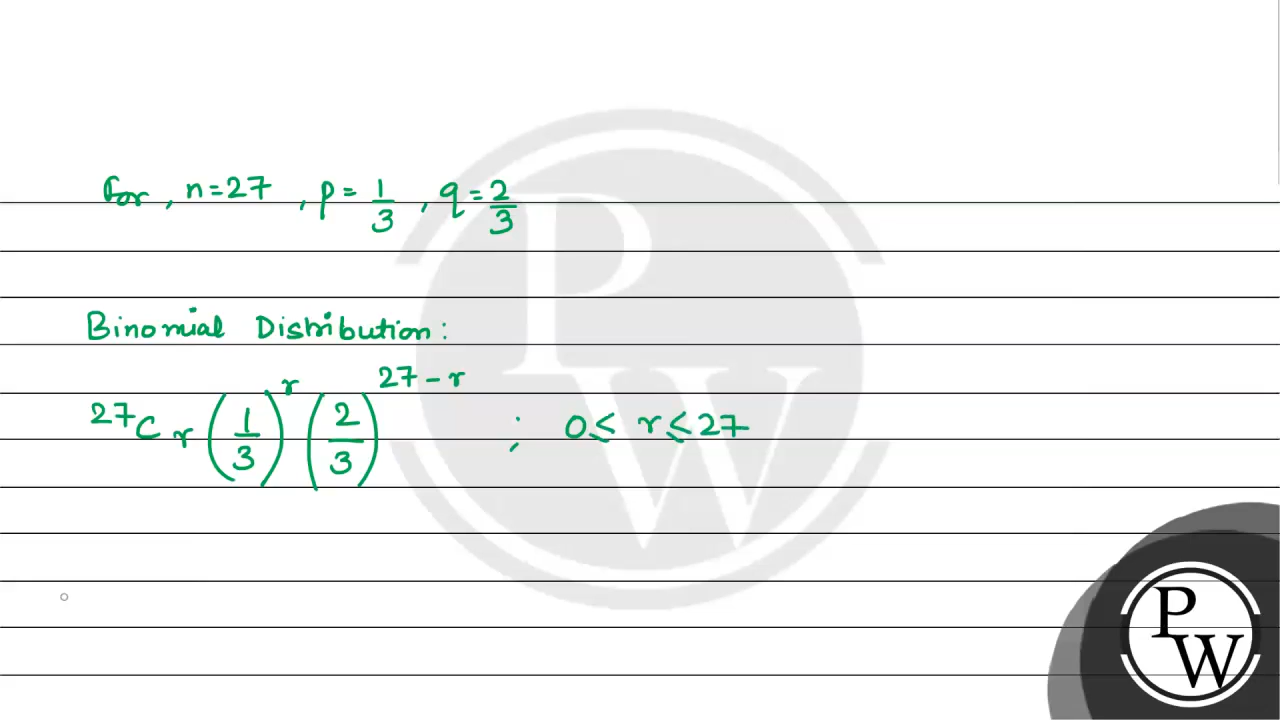 For, n=27, p=1/3, q=2/3
Binomial Distribution:
²⁷Cᵣ (1/3)^r (2/3)^(27-r) ; 0≤ r≤27
P
W
P
W